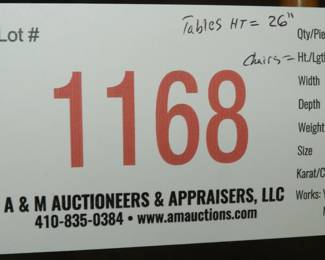 Lot #
Tables HT = 26"
Chairs =
Qty/Pie
Ht./Lgt
Width
Depth
Weight
Size
Karat/C
Works:
1168
A & M AUCTIONEERS & APPRAISERS, LLC
410-835-0384 • www.amauctions.com